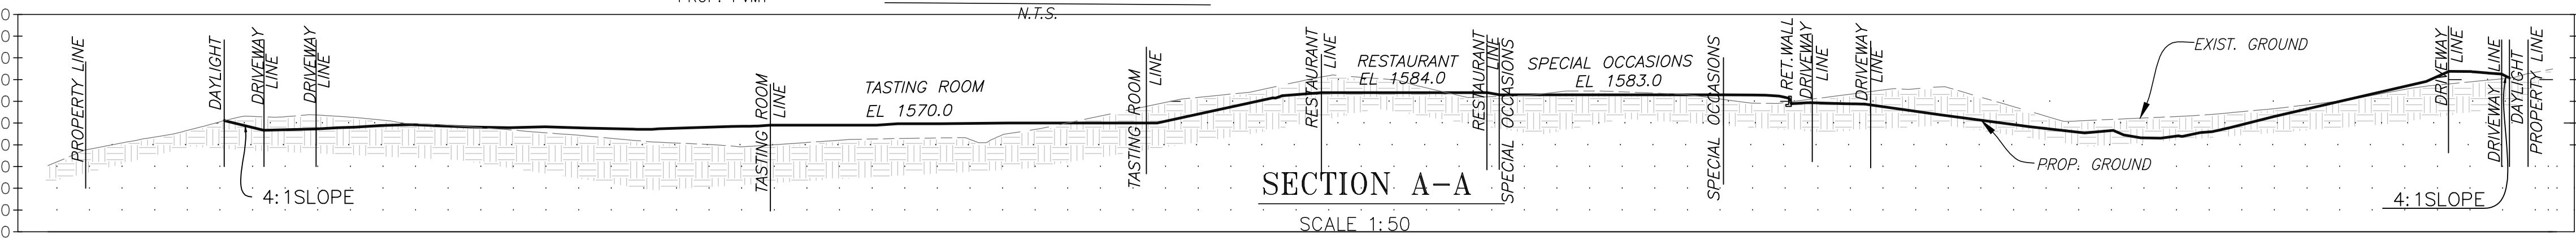 N.T.S.
PROPERTY LINE
DAYLIGHT
DRIVEWAY
LINE
DRIVEWAY
LINE
4:1SLOPE
TASTING ROOM
LINE
TASTING ROOM
EL 1570.0
TASTING ROOM
LINE
RESTAURANT
LINE
RESTAURANT
EL 1584.0
RESTAURANT
LINE
SPECIAL OCCASIONS
SPECIAL OCCASIONS
EL 1583.0
SPECIAL OCCASIONS
RET.WALL
DRIVEWAY
LINE
DRIVEWAY
LINE
EXIST. GROUND
PROP. GROUND
DRIVEWAY
LINE
DRIVEWAY LINE
DAYLIGHT
PROPERTY LINE
4:1SLOPE
SECTION A-A
SCALE 1:50